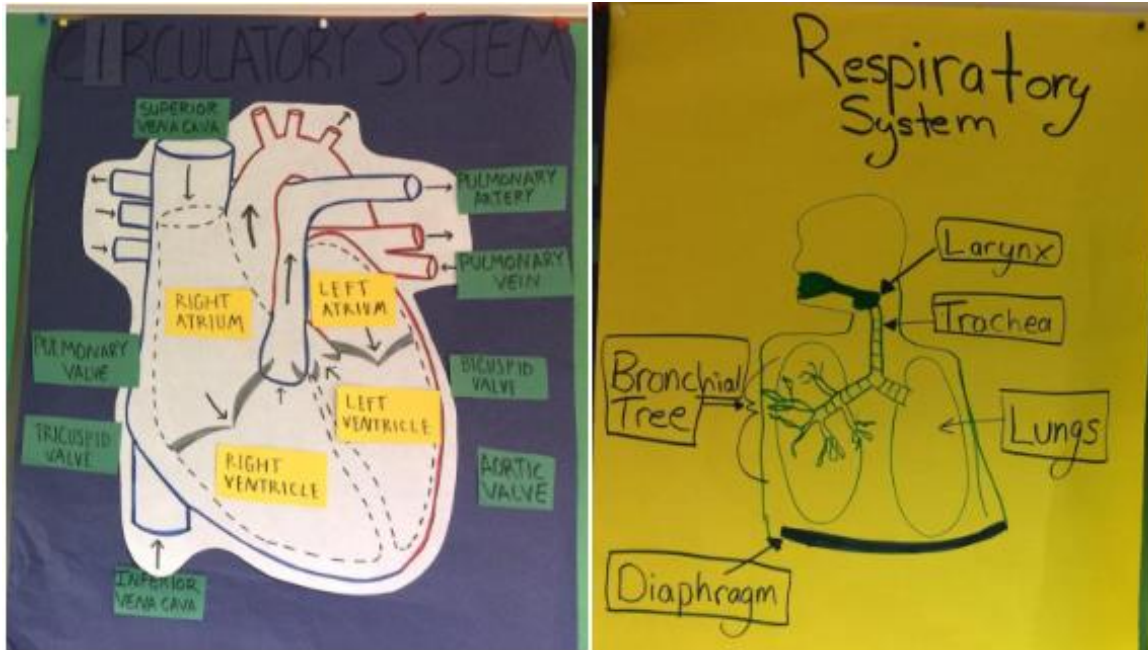 CIRCULATORY SYSTEM
SUPERIOR
VENA CAVA
PULMONARY
ARTERY
PULMONARY
VEIN
RIGHT
ATRIUM
LEFT
ATRIUM
PULMONARY
VALVE
BICUSPID
VALVE
LEFT
VENTRICLE
TRICUSPID
VALVE
RIGHT
VENTRICLE
AORTIC
VALVE
INFERIOR
VENA CAVA
Respiratory
System
Larynx
Trachea
Bronchial
Tree
Lungs
Diaphragm